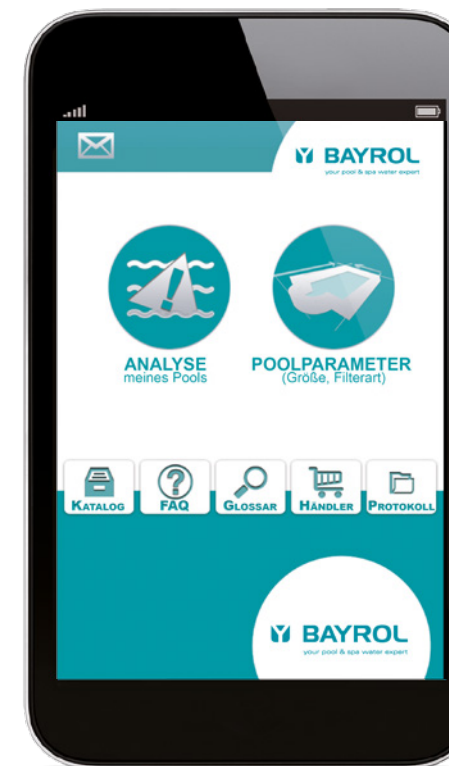 BAYROL
your pool & spa water expert
ANALYSE
meines Pools
POOLPARAMETER
(Größe, Filterart)
KATALOG
FAQ
GLOSSAR
HÄNDLER
PROTOKOLL
BAYROL
your pool & spa water expert